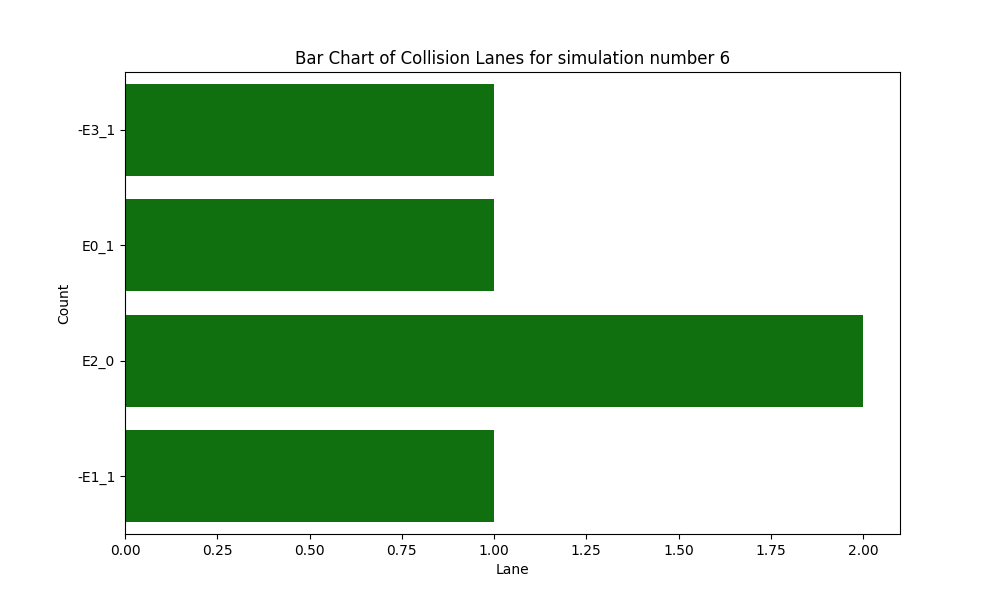 Bar Chart of Collision Lanes for simulation number 6
-E3_1
E0_1
Count
E2_0
-E1_1
0.00 0.25 0.50 0.75 1.00 1.25 1.50 1.75 2.00
Lane